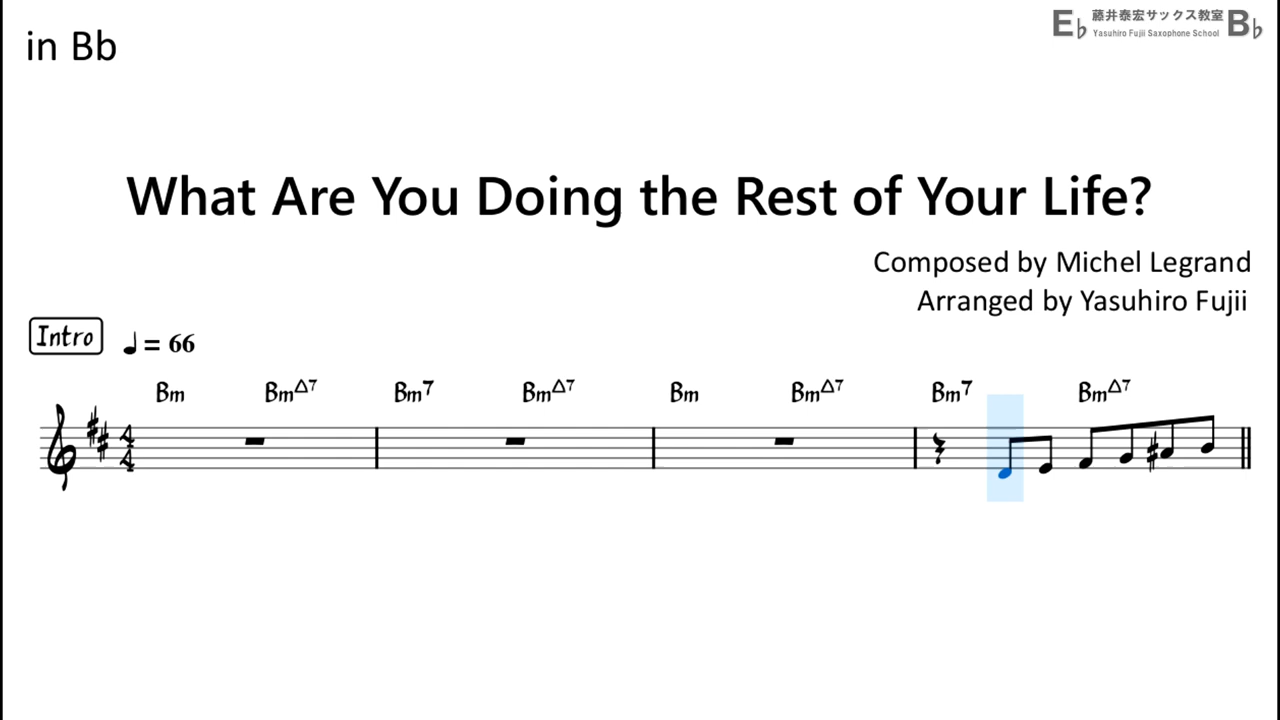 in Bb
E♭ 藤井泰宏サックス教室 B♭
Yasuhiro Fujii Saxophone School
What Are You Doing the Rest of Your Life?
Composed by Michel Legrand
Arranged by Yasuhiro Fujii
Intro ♩= 66
Bm Bm△7 Bm7 Bm△7 Bm Bm△7 Bm7 Bm△7
4
4